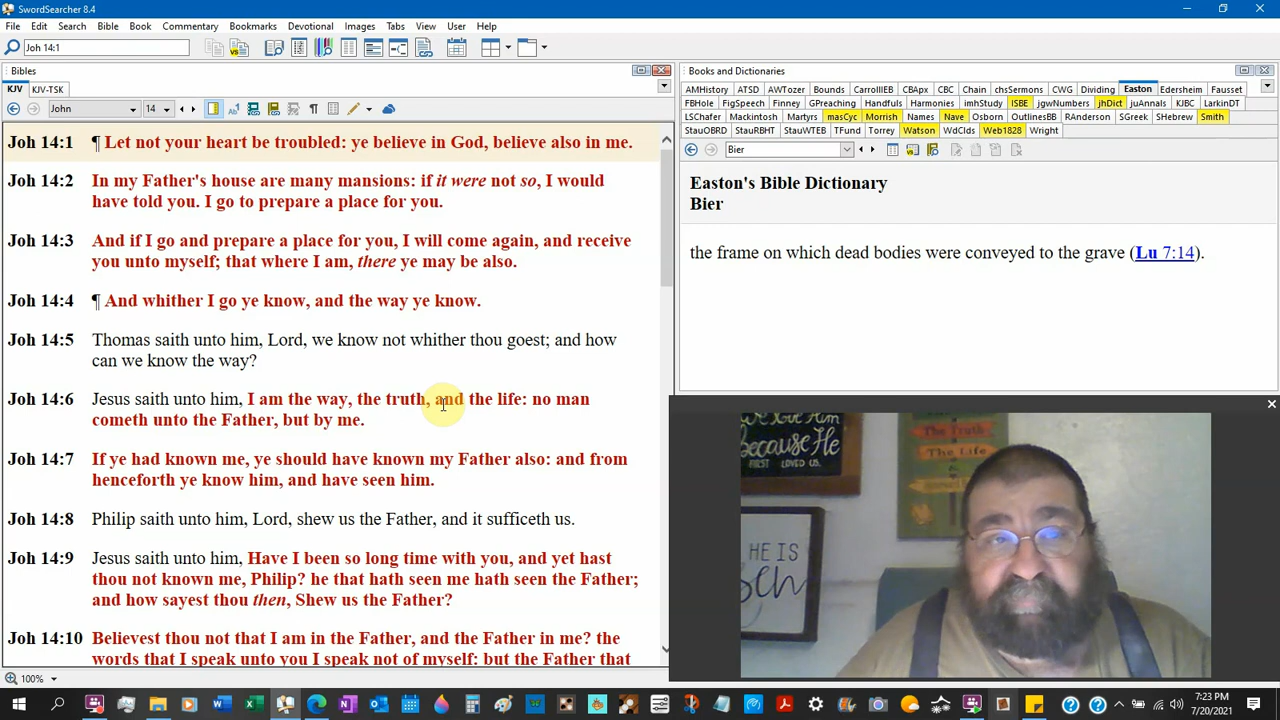 SwordSearcher 8.4
File Edit Search Bible Book Commentary Bookmarks Devotional Images Tabs View User Help
Joh 14:1
Bibles
KJV KJV-TSK
John 14
Joh 14:1 ¶ Let not your heart be troubled: ye believe in God, believe also in me.
Joh 14:2 In my Father's house are many mansions: if it were not so, I would
have told you. I go to prepare a place for you.
Joh 14:3 And if I go and prepare a place for you, I will come again, and receive
you unto myself; that where I am, there ye may be also.
Joh 14:4 ¶ And whither I go ye know, and the way ye know.
Joh 14:5 Thomas saith unto him, Lord, we know not whither thou goest; and how
can we know the way?
Joh 14:6 Jesus saith unto him, I am the way, the truth, and the life: no man
cometh unto the Father, but by me.
Joh 14:7 If ye had known me, ye should have known my Father also: and from
henceforth ye know him, and have seen him.
Joh 14:8 Philip saith unto him, Lord, shew us the Father, and it sufficeth us.
Joh 14:9 Jesus saith unto him, Have I been so long time with you, and yet hast
thou not known me, Philip? he that hath seen me hath seen the Father;
and how sayest thou then, Shew us the Father?
Joh 14:10 Believest thou not that I am in the Father, and the Father in me? the
words that I speak unto you I speak not of myself: but the Father that
100%
Books and Dictionaries
AMHistory ATSD AWTozer Bounds CarrollEB CBApx CBC Chain chsSermons CWG Dividing Easton Edersheim Fausset
FBHole FigSpeech Finney GPreaching Handfuls Harmonies imhStudy ISBE jgwNumbers jhDict juAnnals KJBC LarkinDT
LSChafer Mackintosh Martyrs masCyc Morrish Names Nave Osborn OutlinesBB RAnderson SGreek SHebrew Smith
StauOBRD StauRBHT StauWTEB TFund Torrey Watson WdClds Web1828 Wright
Bier
Easton's Bible Dictionary
Bier
the frame on which dead bodies were conveyed to the grave (Lu 7:14).
We
because He
FIRST LOVED US.
The Truth
The Life
HE IS
7:23 PM
7/20/2021